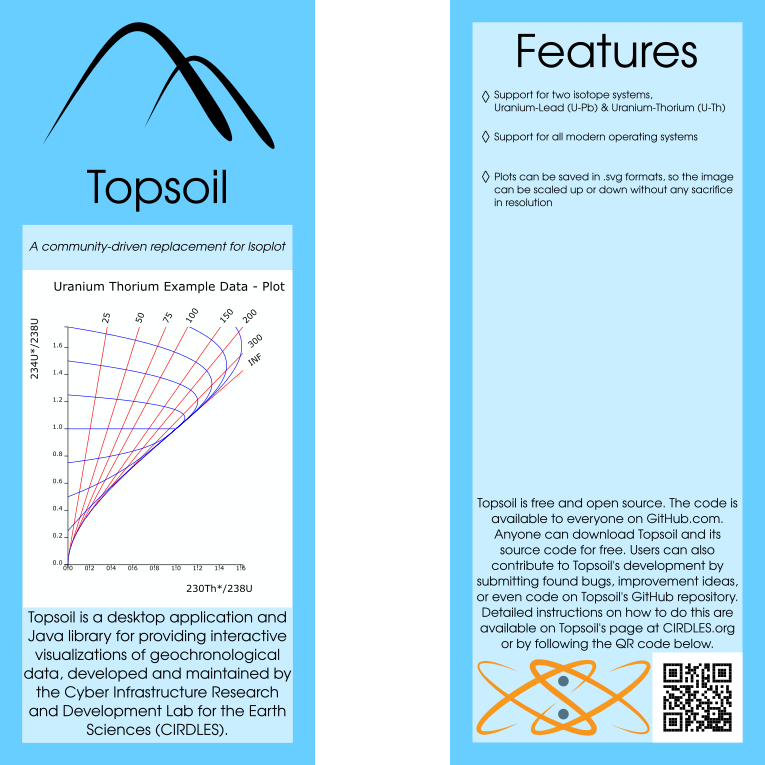 Topsoil
A community-driven replacement for Isoplot
Uranium Thorium Example Data - Plot
25
50
75
100
150
200
300
INF
234U*/238U
1.6
1.4
1.2
1.0
0.8
0.6
0.4
0.2
0.0
0.0 0.2 0.4 0.6 0.8 1.0 1.2 1.4 1.6
230Th*/238U
Topsoil is a desktop application and
Java library for providing interactive
visualizations of geochronological
data, developed and maintained by
the Cyber Infrastructure Research
and Development Lab for the Earth
Sciences (CIRDLES).
Features
◊ Support for two isotope systems,
Uranium-Lead (U-Pb) & Uranium-Thorium (U-Th)
◊ Support for all modern operating systems
◊ Plots can be saved in .svg formats, so the image
can be scaled up or down without any sacrifice
in resolution
Topsoil is free and open source. The code is
available to everyone on GitHub.com.
Anyone can download Topsoil and its
source code for free. Users can also
contribute to Topsoil's development by
submitting found bugs, improvement ideas,
or even code on Topsoil's GitHub repository.
Detailed instructions on how to do this are
available on Topsoil's page at CIRDLES.org
or by following the QR code below.